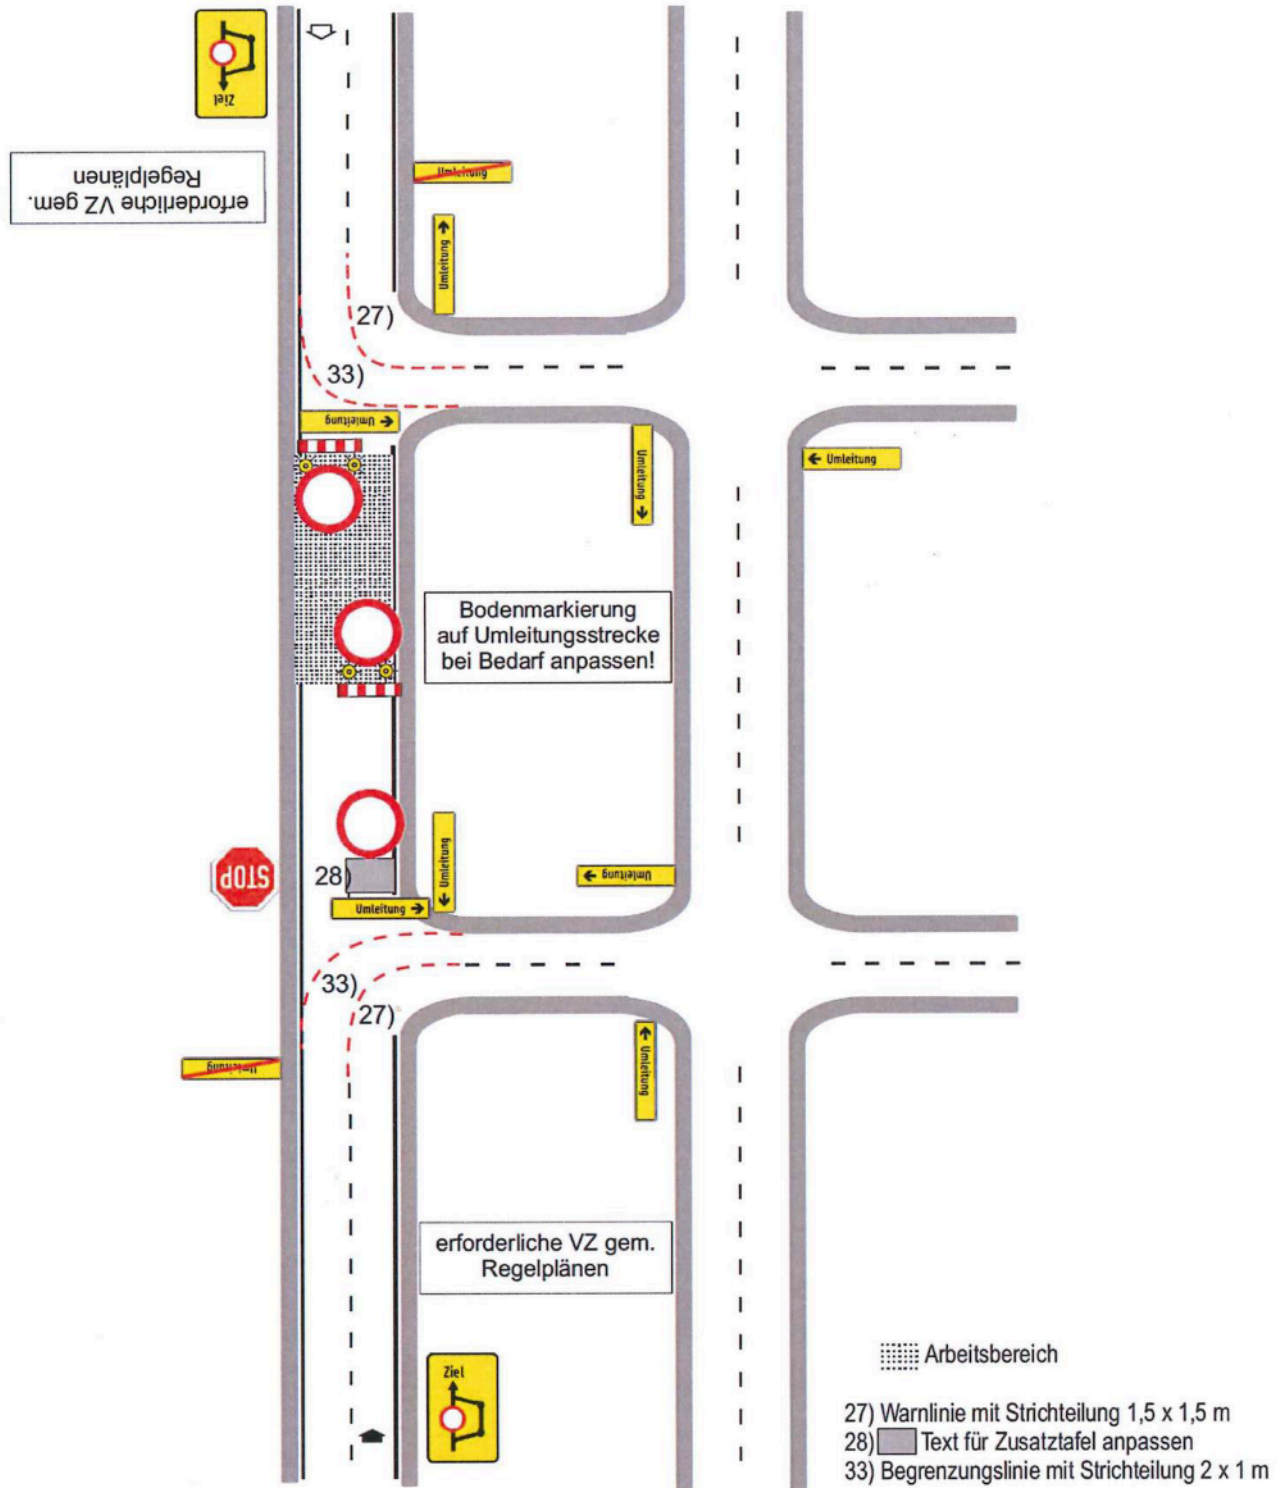 Ziel
erforderliche VZ gem.
Regelplänen
Umleitung
Umleitung
27)
33)
Umleitung
Umleitung
Umleitung
Bodenmarkierung
auf Umleitungsstrecke
bei Bedarf anpassen!
STOP
28)
Umleitung
Umleitung
Umleitung
33)
27)
Umleitung
Umleitung
erforderliche VZ gem.
Regelplänen
Ziel
Arbeitsbereich
27) Warnlinie mit Strichteilung 1,5 x 1,5 m
28) Text für Zusatztafel anpassen
33) Begrenzungslinie mit Strichteilung 2 x 1 m